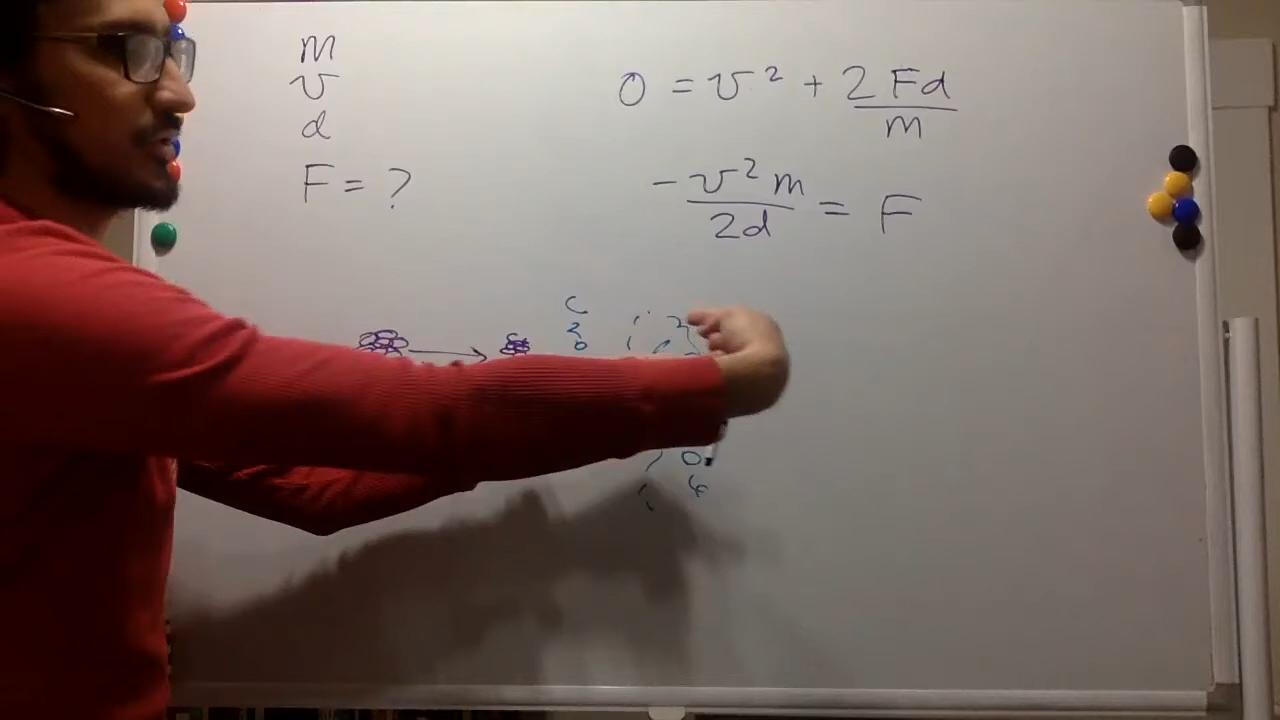 m
v
d
F = ?
0 = v² + 2Fd/m
-v²m/2d = F